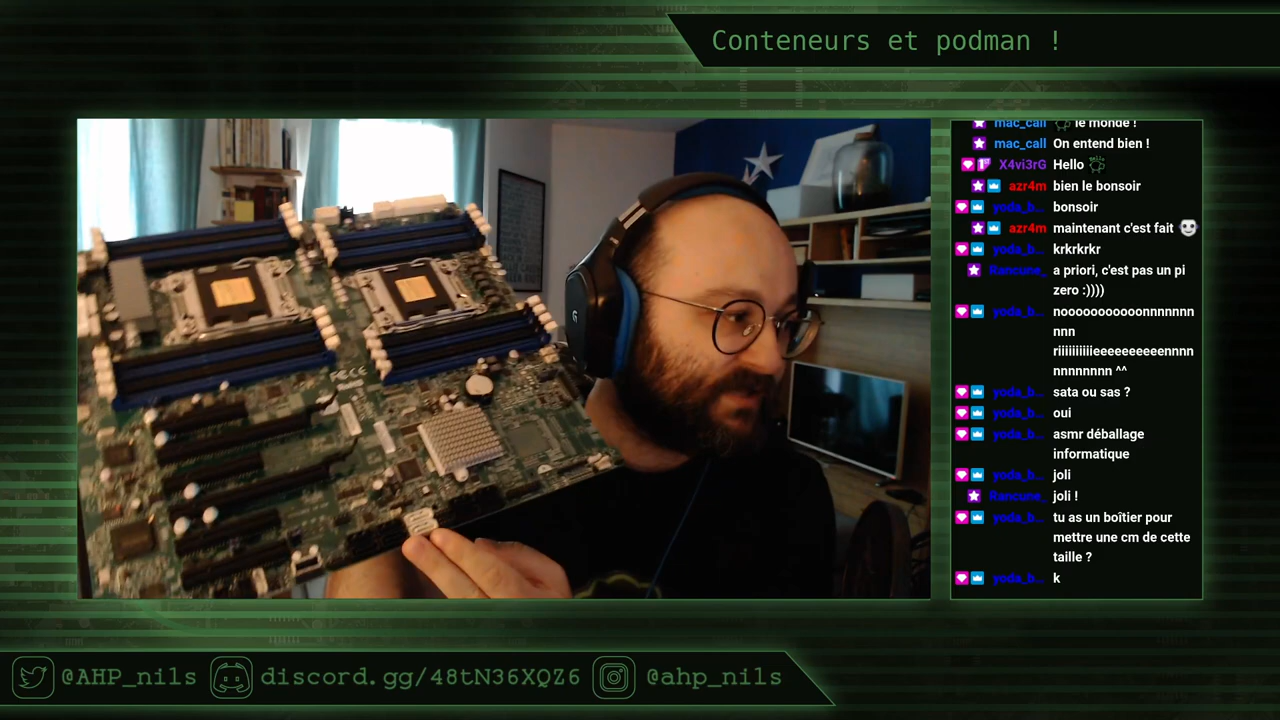 Conteneurs et podman !
mac_call le monde !
mac_call On entend bien !
X4vi3rG Hello
azr4m bien le bonsoir
yoda_b... bonsoir
azr4m maintenant c'est fait
yoda_b... krkrkrkr
Rancune_ a priori, c'est pas un pi
zero :))))
yoda_b... nooooooooooonnnnnnn
nnn
riiiiiiiiiieeeeeeeeeennnn
nnnnnnnnn ^^
yoda_b... sata ou sas ?
yoda_b... oui
yoda_b... asmr déballage
informatique
yoda_b... joli
Rancune_ joli !
yoda_b... tu as un boîtier pour
mettre une cm de cette
taille ?
yoda_b... k
@AHP_nils discord.gg/48tN36XQZ6 @ahp_nils